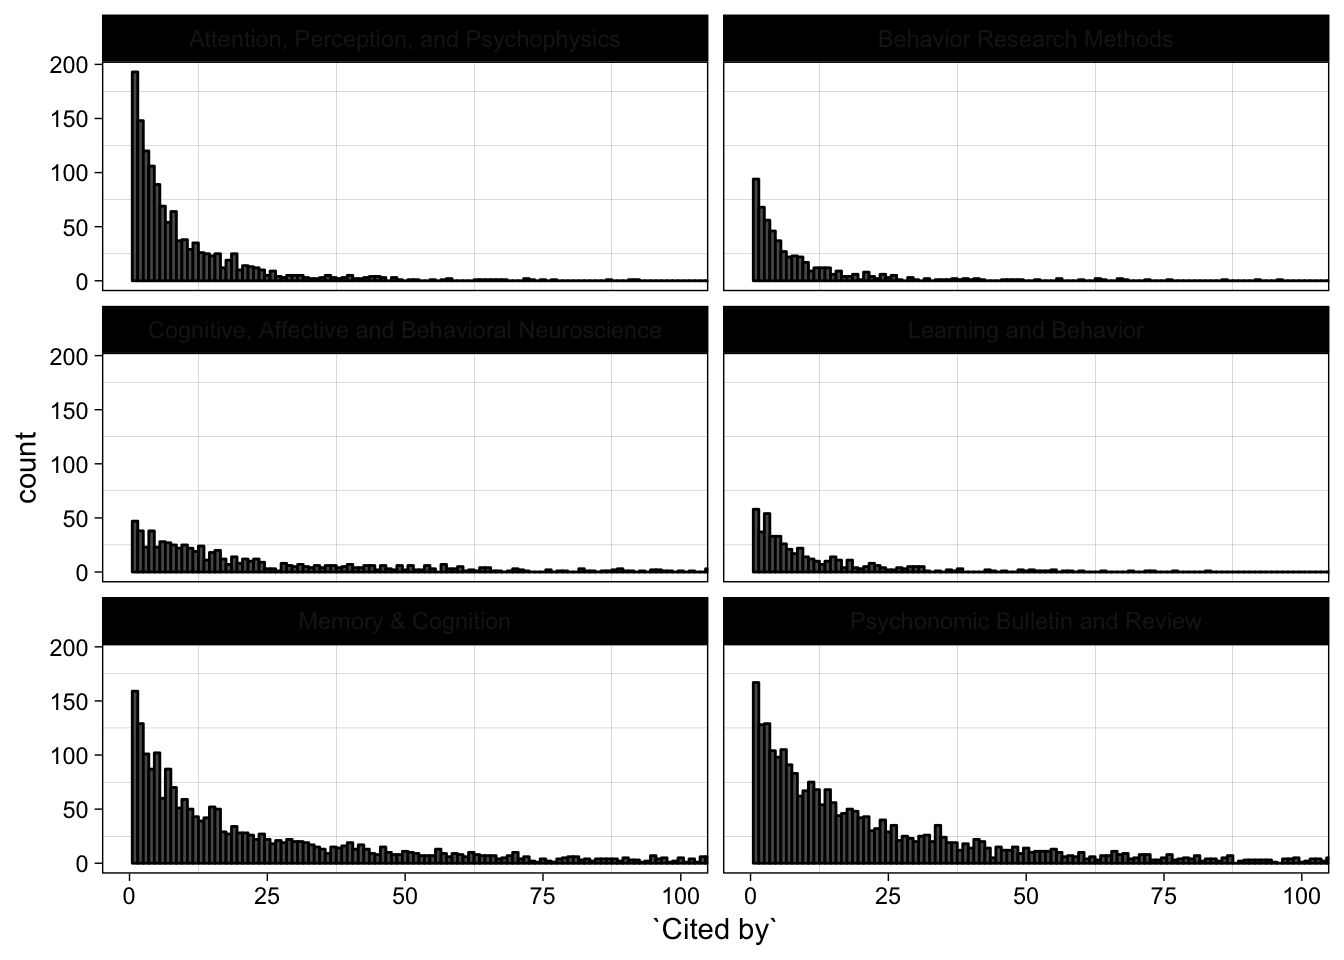 Attention, Perception, and Psychophysics
Behavior Research Methods
200
150
100
50
0
Cognitive, Affective and Behavioral Neuroscience
Learning and Behavior
200
150
100
50
0
count
Memory & Cognition
Psychonomic Bulletin and Review
200
150
100
50
0
0 25 50 75 100
0 25 50 75 100
`Cited by`